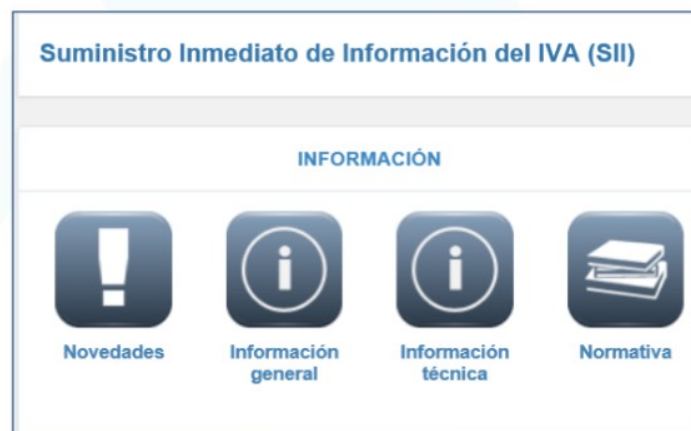 Suministro Inmediato de Información del IVA (SII)
INFORMACIÓN
Novedades
Información
general
Información
técnica
Normativa